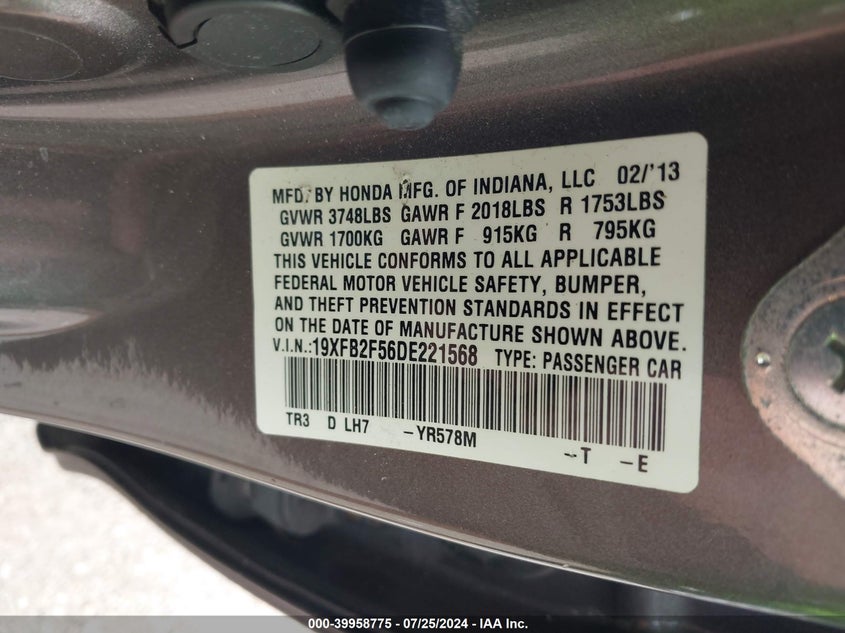 MFD. BY HONDA MFG. OF INDIANA, LLC 02/'13
GVWR 3748LBS GAWR F 2018LBS R 1753LBS
GVWR 1700KG GAWR F 915KG R 795KG
THIS VEHICLE CONFORMS TO ALL APPLICABLE
FEDERAL MOTOR VEHICLE SAFETY, BUMPER,
AND THEFT PREVENTION STANDARDS IN EFFECT
ON THE DATE OF MANUFACTURE SHOWN ABOVE.
V.I.N.:19XFB2F56DE221568 TYPE: PASSENGER CAR
TR3 D LH7 -YR578M
-T -E
000-39958775 / 07/25/2024 - IAA Inc.